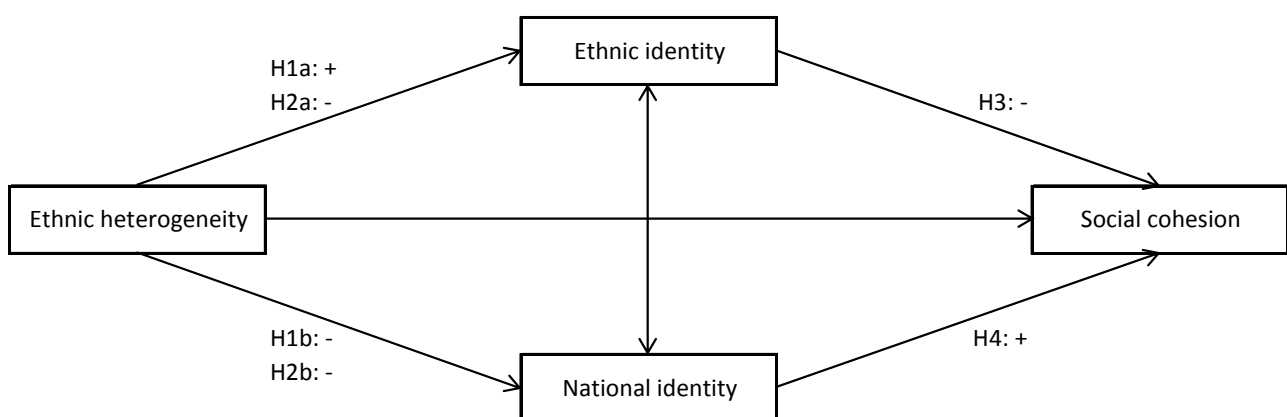 Ethnic identity
H1a: +
H2a: -
H3: -
Ethnic heterogeneity
Social cohesion
H1b: -
H2b: -
H4: +
National identity